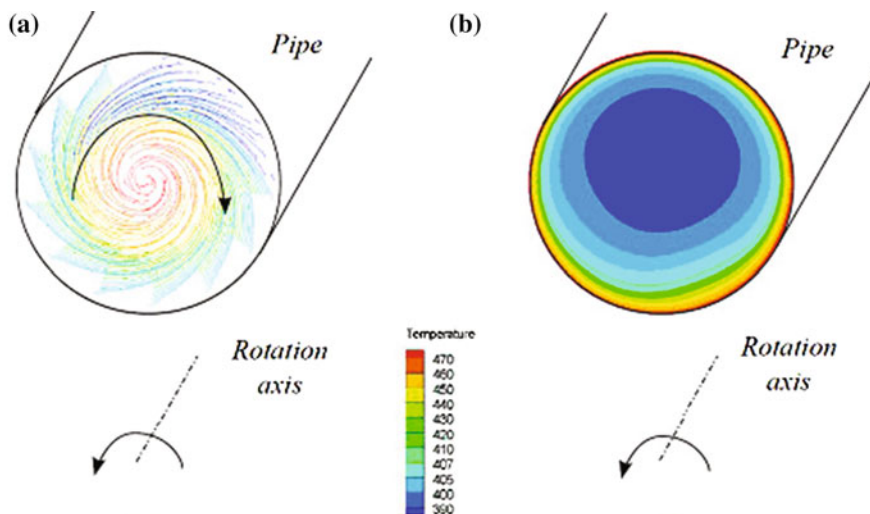 (a)
Pipe
(b)
Pipe
Rotation
axis
Temperature
470
460
450
440
430
420
410
407
405
400
390
Rotation
axis